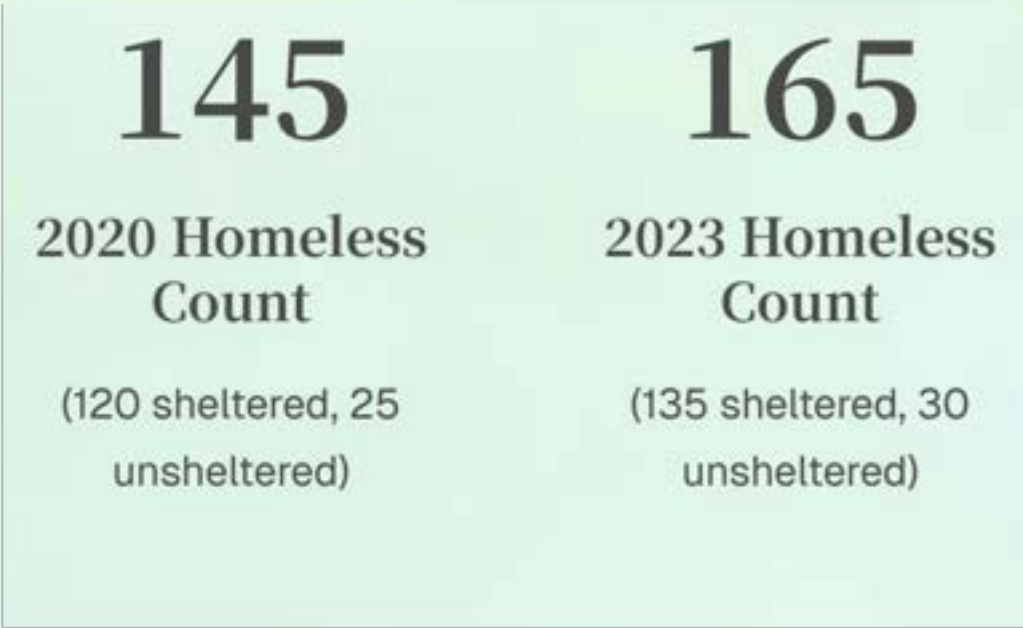 145
2020 Homeless
Count
(120 sheltered, 25
unsheltered)
165
2023 Homeless
Count
(135 sheltered, 30
unsheltered)